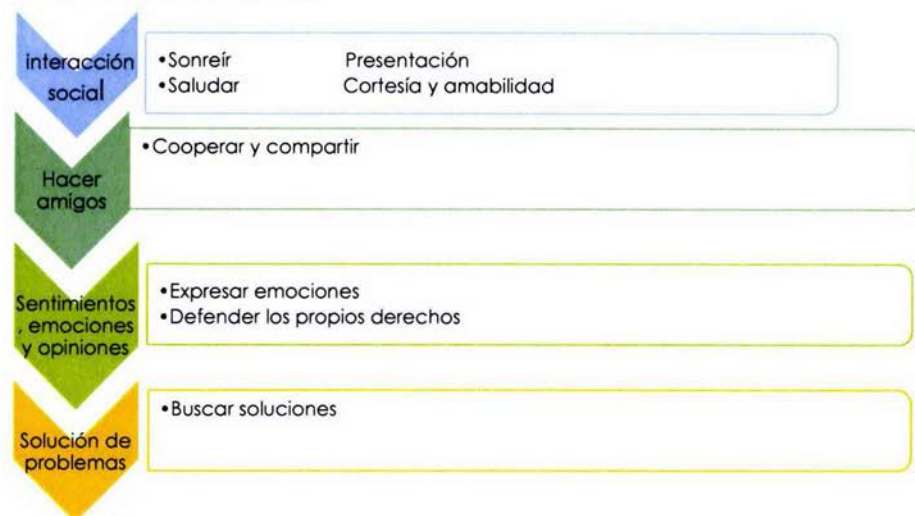 interacción
social
•Sonreír Presentación
•Saludar Cortesía y amabilidad
Hacer
amigos
•Cooperar y compartir
Sentimientos
, emociones
y opiniones
•Expresar emociones
•Defender los propios derechos
Solución de
problemas
•Buscar soluciones